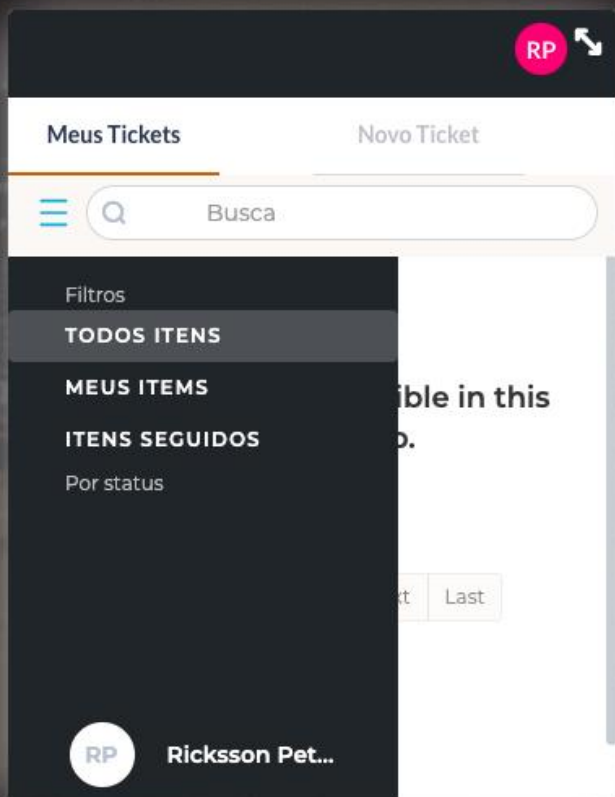 RP
Meus Tickets
Novo Ticket
Busca
Filtros
TODOS ITENS
MEUS ITEMS
ITENS SEGUIDOS
Por status
in this
Last
RP
Ricksson Pet...